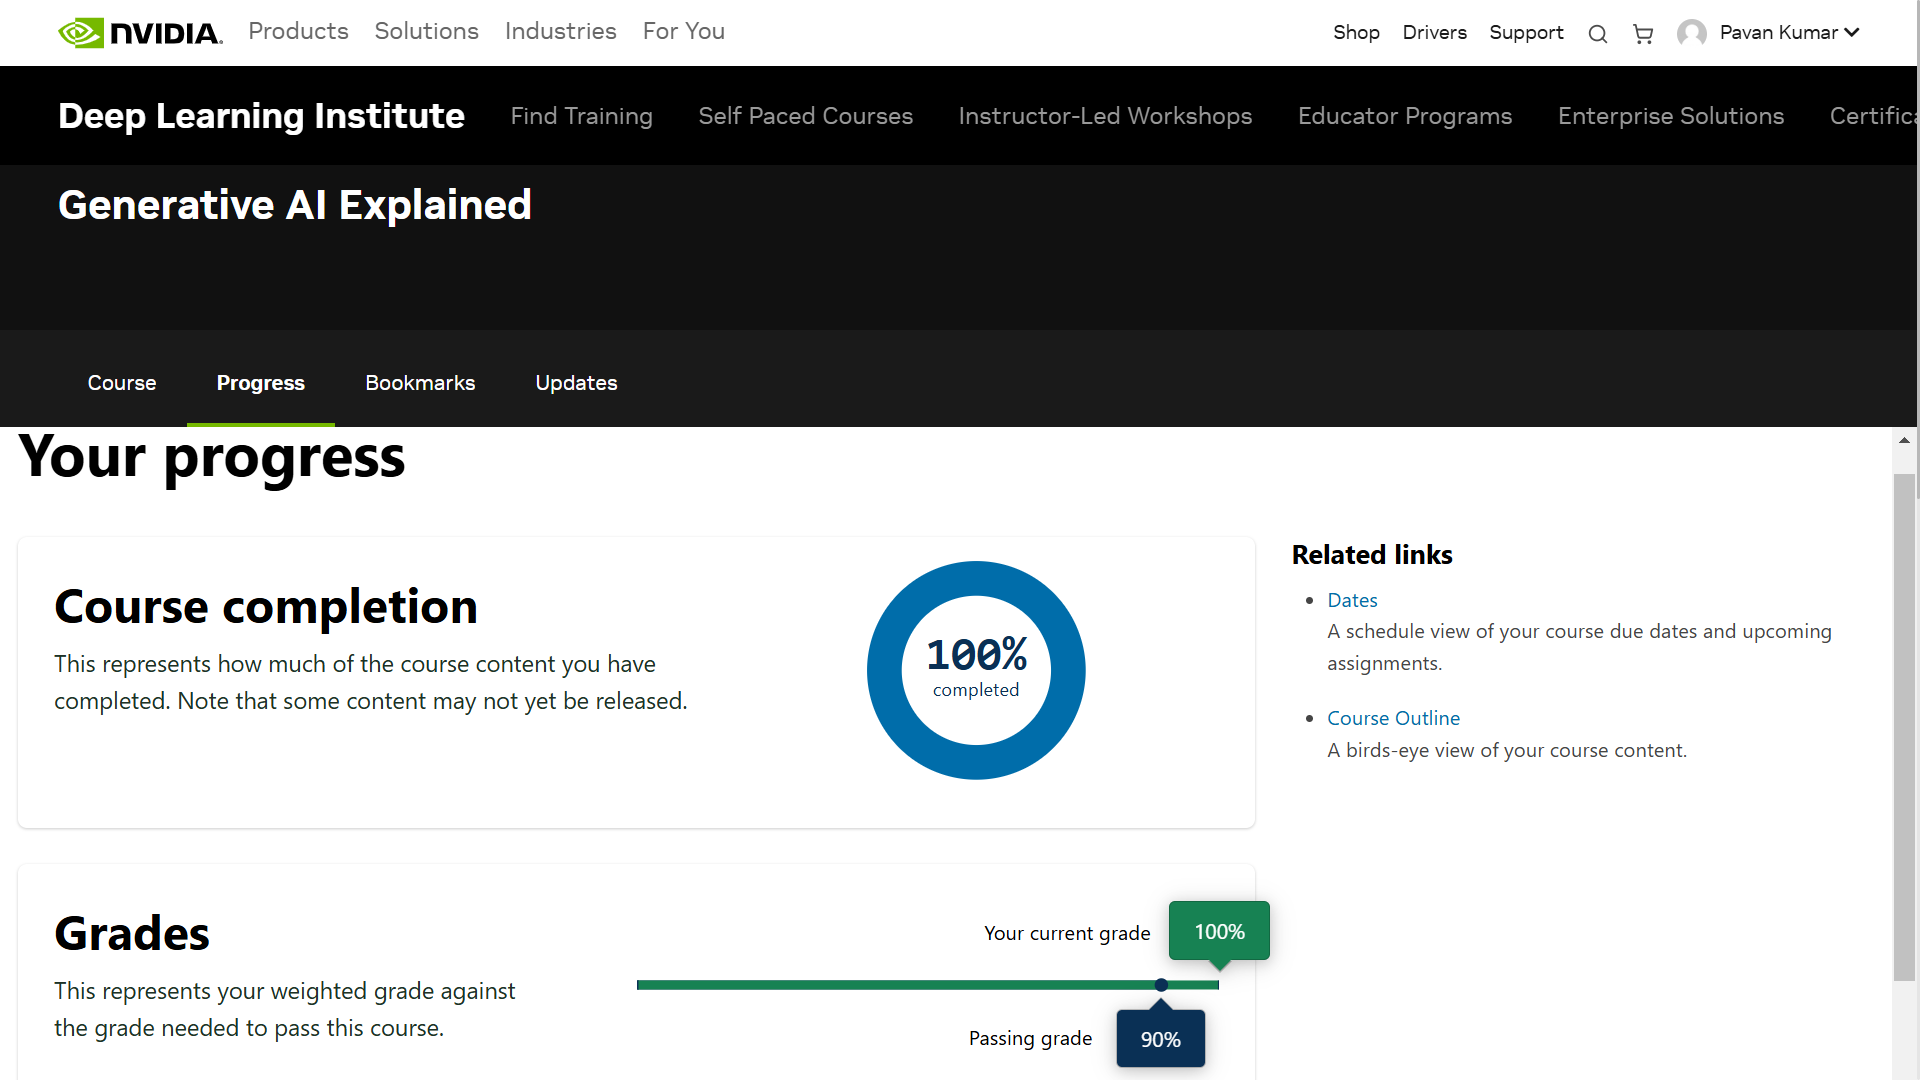 NVIDIA. Products Solutions Industries For You Shop Drivers Support Pavan Kumar
Deep Learning Institute Find Training Self Paced Courses Instructor-Led Workshops Educator Programs Enterprise Solutions Certifica
Generative AI Explained
Course Progress Bookmarks Updates
Your progress
Course completion
This represents how much of the course content you have
completed. Note that some content may not yet be released.
100%
completed
Related links
Dates
A schedule view of your course due dates and upcoming
assignments.
Course Outline
A birds-eye view of your course content.
Grades
This represents your weighted grade against
the grade needed to pass this course.
Your current grade 100%
Passing grade 90%